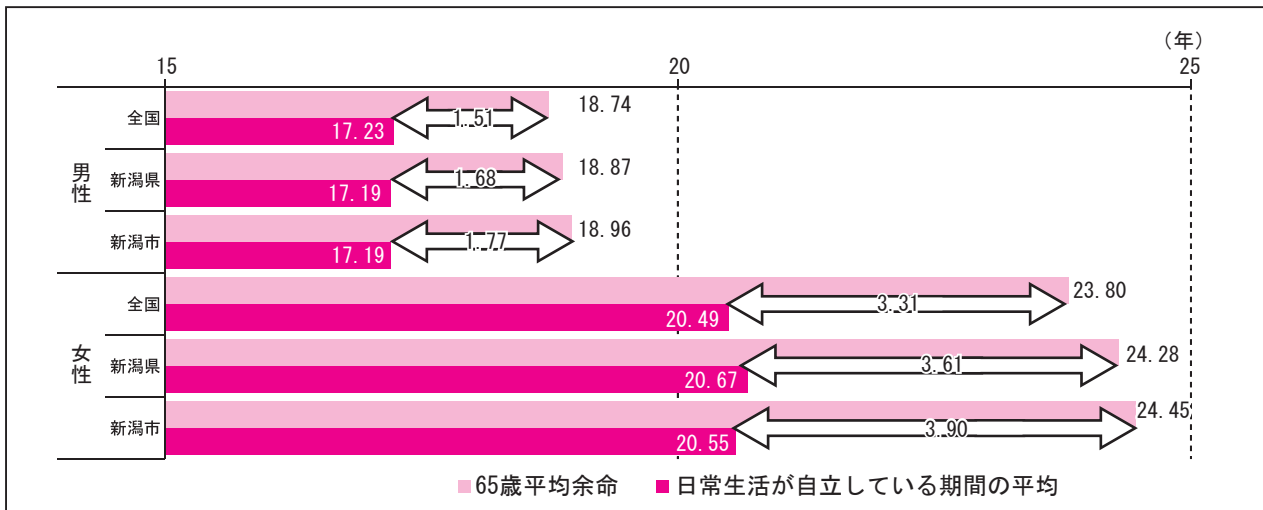 (年)
15 20 25
男性
全国 18.74
17.23 1.51
新潟県 18.87
17.19 1.68
新潟市 18.96
17.19 1.77
女性
全国 23.80
20.49 3.31
新潟県 24.28
20.67 3.61
新潟市 24.45
20.55 3.90
65歳平均余命 日常生活が自立している期間の平均